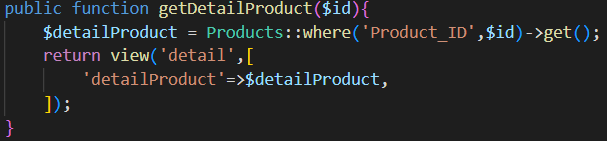 public function getDetailProduct($id){
    $detailProduct = Products::where('Product_ID',$id)->get();
    return view('detail',[
        'detailProduct'=>$detailProduct,
    ]);
}